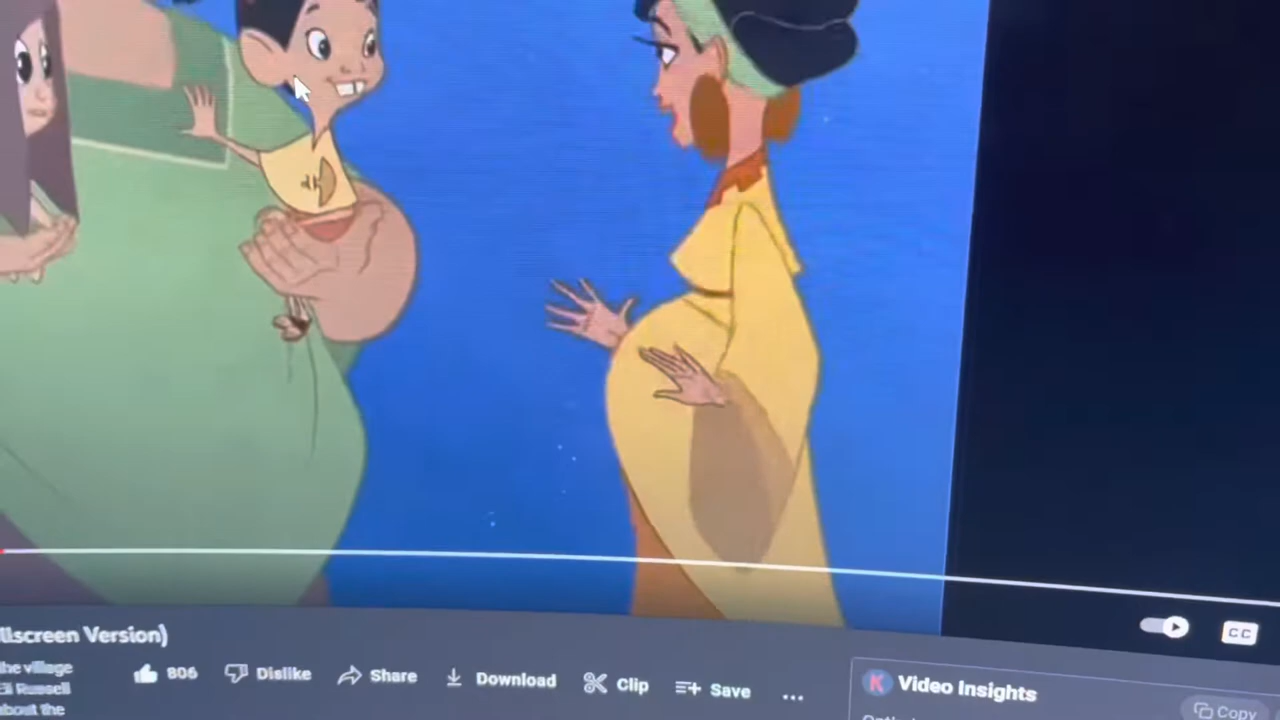 llscreen Version)
the village
Eli Russell
about the
806
Dislike
Share
Download
Clip
Save
...
CC
K
Video Insights
Copy